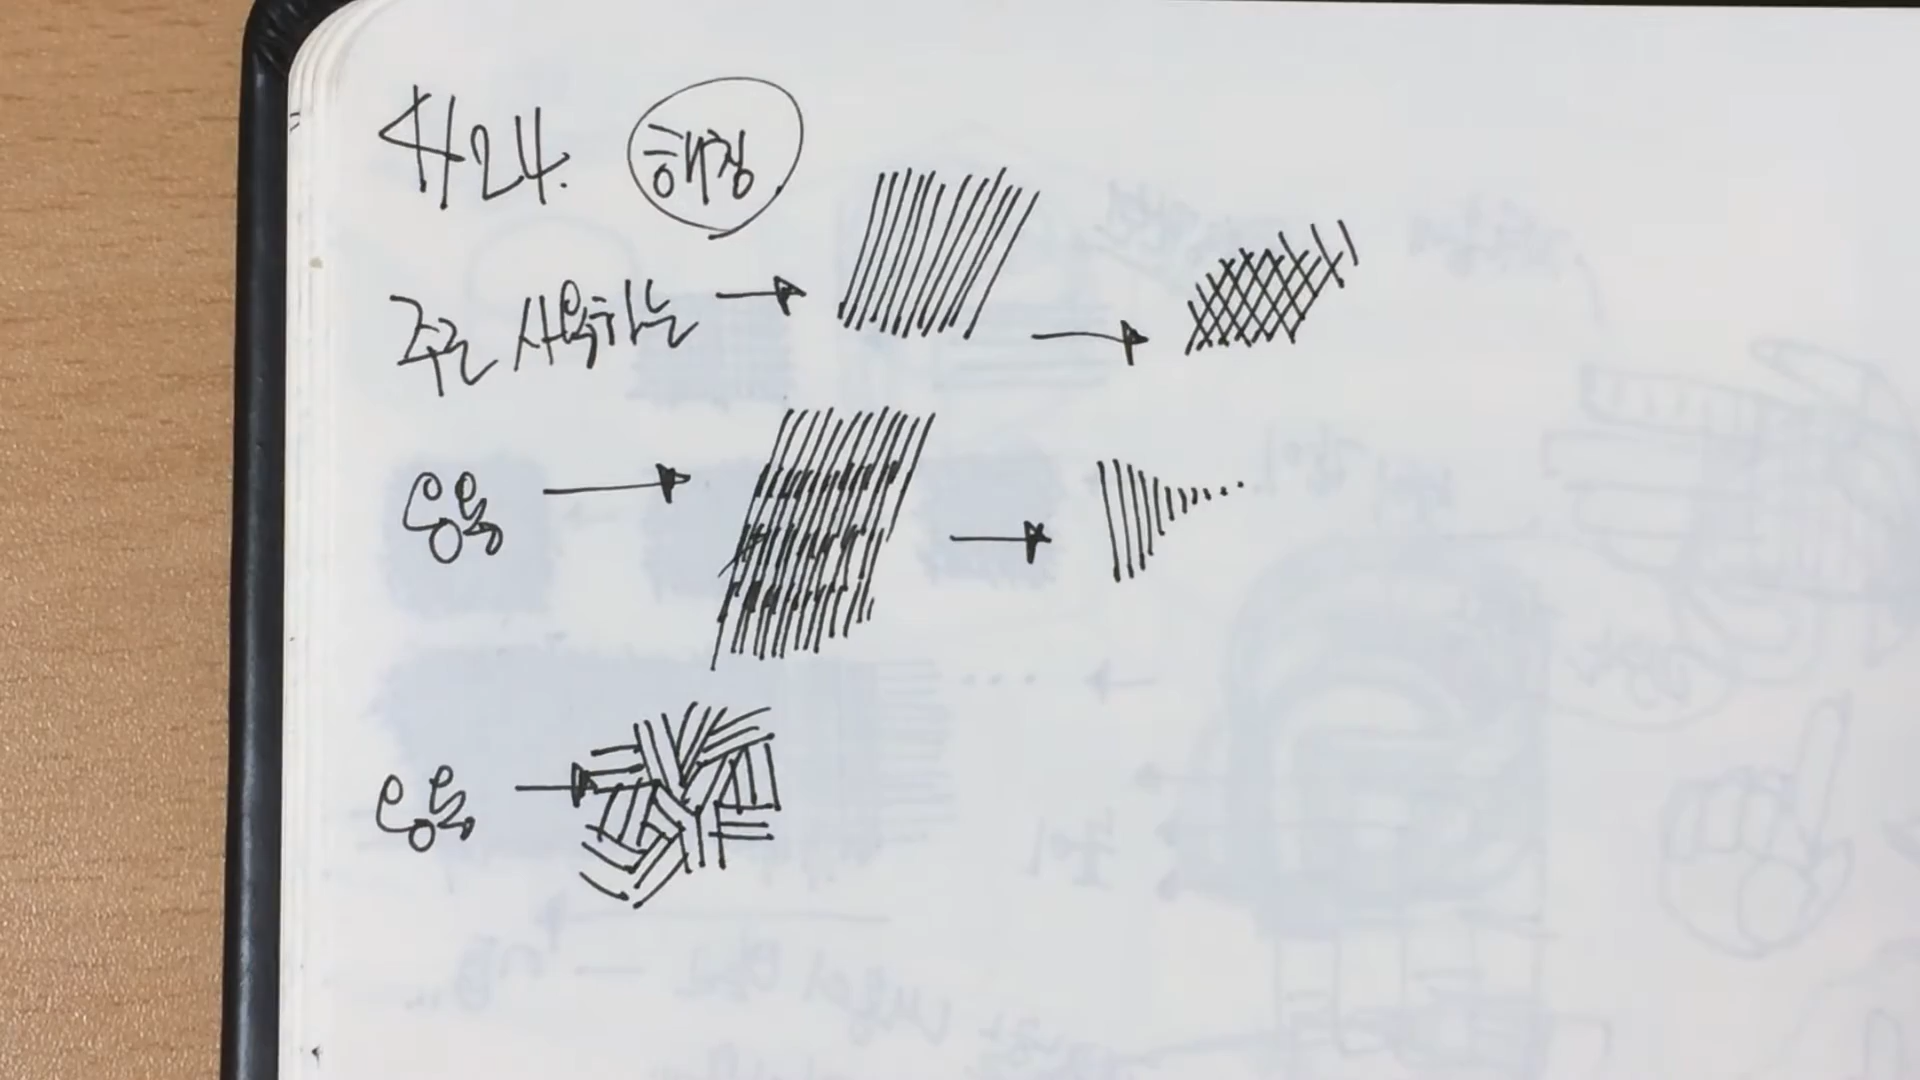 #24. 해칭
주로 사용하는
응용
응용